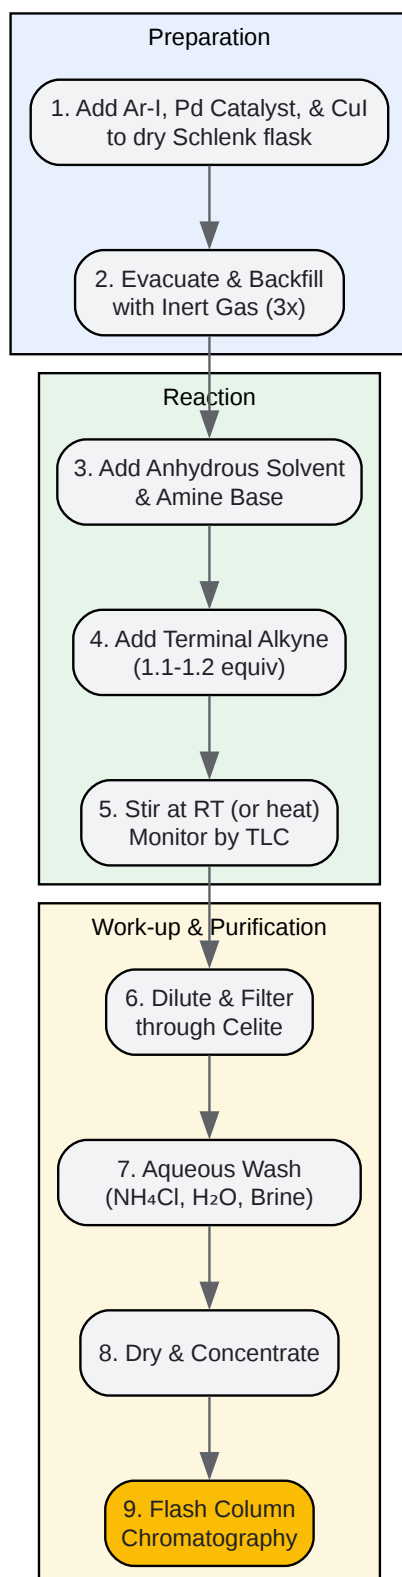 Preparation
1. Add Ar-I, Pd Catalyst, & CuI
to dry Schlenk flask
2. Evacuate & Backfill
with Inert Gas (3x)
Reaction
3. Add Anhydrous Solvent
& Amine Base
4. Add Terminal Alkyne
(1.1-1.2 equiv)
5. Stir at RT (or heat)
Monitor by TLC
Work-up & Purification
6. Dilute & Filter
through Celite
7. Aqueous Wash
(NH₄Cl, H₂O, Brine)
8. Dry & Concentrate
9. Flash Column
Chromatography